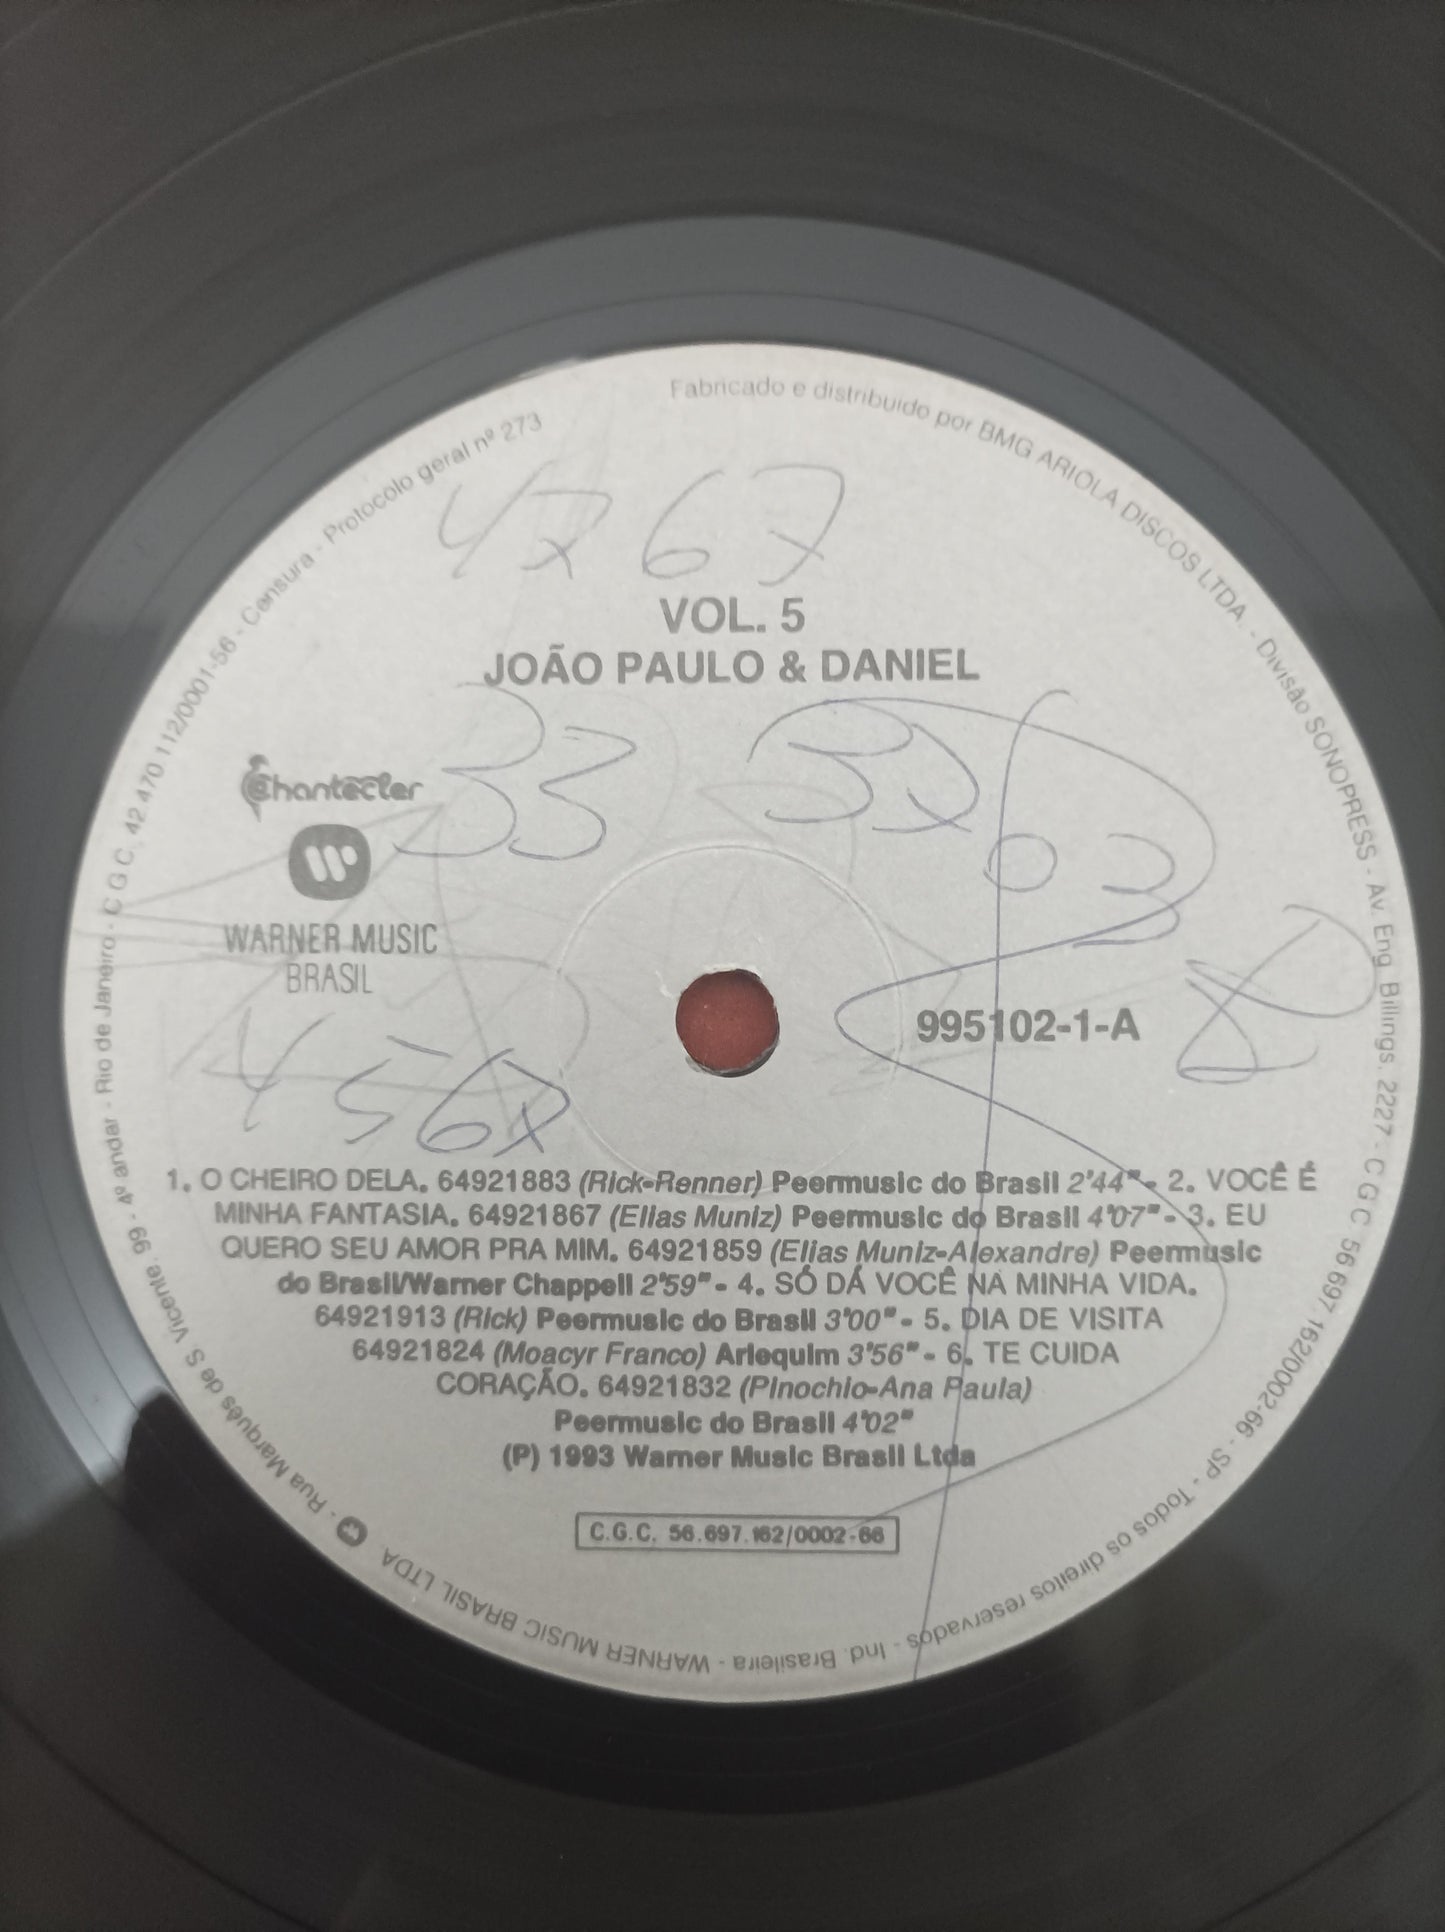 Fabricado e distribuido por BMG ARIOLA DISCOS LTDA. - Divisão SONOPRESS - Av. Eng. Billings. 2227 - C G C 56 697 162/0002-66 - SP - Todos os direitos reservados - Ind. Brasileira - WARNER MUSIC BRASIL LTDA - Rua Marquês de S Vicente. 99 - 4º andar - Rio de Janeiro - C G C. 42 470 112/0001-56 - Censura - Protocolo geral nº 273
4767
VOL. 5
JOÃO PAULO & DANIEL
Chantecler
33
WARNER MUSIC
BRASIL
995102-1-A
4567
8
1. O CHEIRO DELA. 64921883 (Rick-Renner) Peermusic do Brasil 2'44" - 2. VOCÊ É
MINHA FANTASIA. 64921867 (Elias Muniz) Peermusic do Brasil 4'07" - 3. EU
QUERO SEU AMOR PRA MIM. 64921859 (Elias Muniz-Alexandre) Peermusic
do Brasil/Warner Chappell 2'59" - 4. SÓ DÁ VOCÊ NA MINHA VIDA.
64921913 (Rick) Peermusic do Brasil 3'00" - 5. DIA DE VISITA
64921824 (Moacyr Franco) Arlequim 3'56" - 6. TE CUIDA
CORAÇÃO. 64921832 (Pinochio-Ana Paula)
Peermusic do Brasil 4'02"
(P) 1993 Warner Music Brasil Ltda
C.G.C. 56.697.162/0002-66